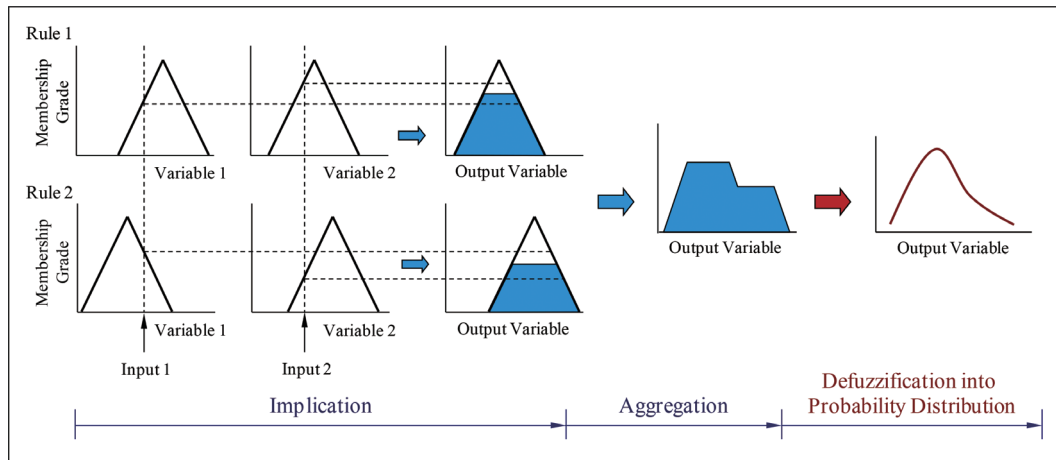 Rule 1
Membership
Grade
Variable 1
Variable 2
Output Variable
Rule 2
Membership
Grade
Variable 1
Variable 2
Output Variable
Input 1
Input 2
Output Variable
Output Variable
Implication
Aggregation
Defuzzification into
Probability Distribution